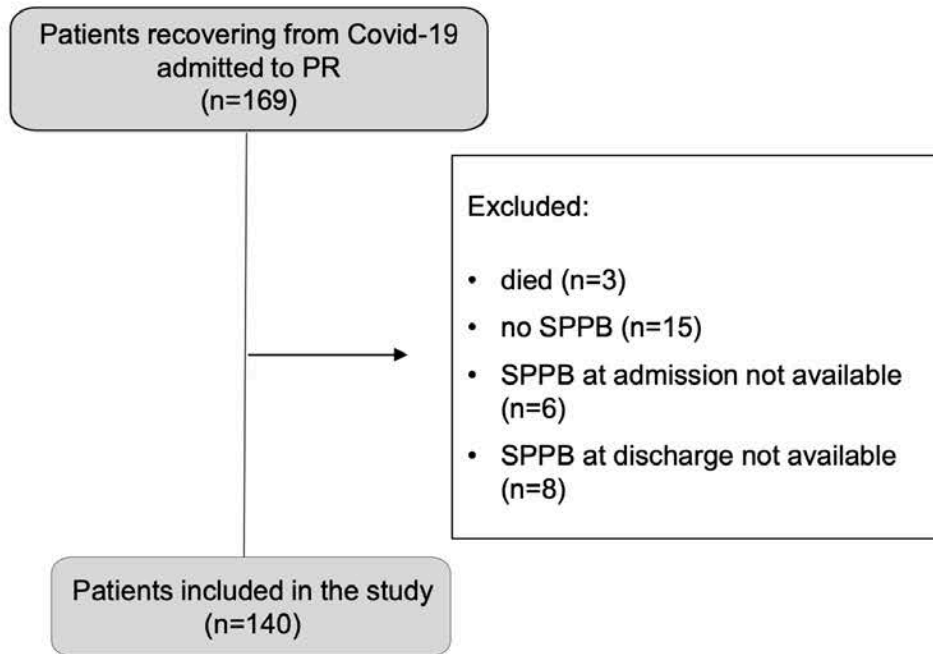 Patients recovering from Covid-19
admitted to PR
(n=169)
Excluded:
• died (n=3)
• no SPPB (n=15)
• SPPB at admission not available
(n=6)
• SPPB at discharge not available
(n=8)
Patients included in the study
(n=140)